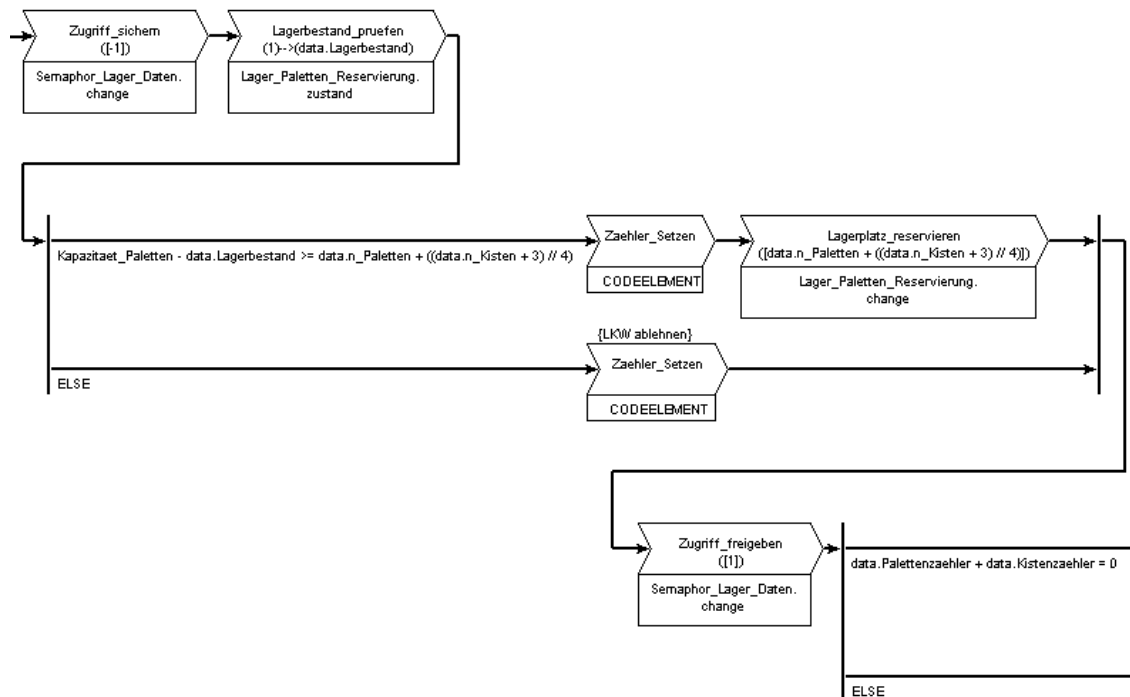 Zugriff_sichern
([-1])
Semaphor_Lager_Daten.
change
Lagerbestand_pruefen
(1)-->(data.Lagerbestand)
Lager_Paletten_Reservierung.
zustand
Kapazitaet_Paletten - data.Lagerbestand >= data.n_Paletten + ((data.n_Kisten + 3) // 4)
Zaehler_Setzen
CODEELEMENT
Lagerplatz_reservieren
([data.n_Paletten + ((data.n_Kisten + 3) // 4)])
Lager_Paletten_Reservierung.
change
ELSE
{LKW ablehnen}
Zaehler_Setzen
CODEELEMENT
Zugriff_freigeben
([1])
Semaphor_Lager_Daten.
change
data.Palettenzaehler + data.Kistenzaehler = 0
ELSE